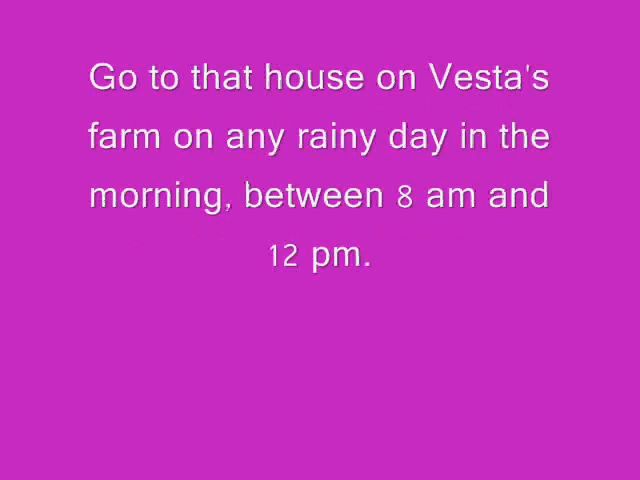 Go to that house on Vesta's
farm on any rainy day in the
morning, between 8 am and
12 pm.